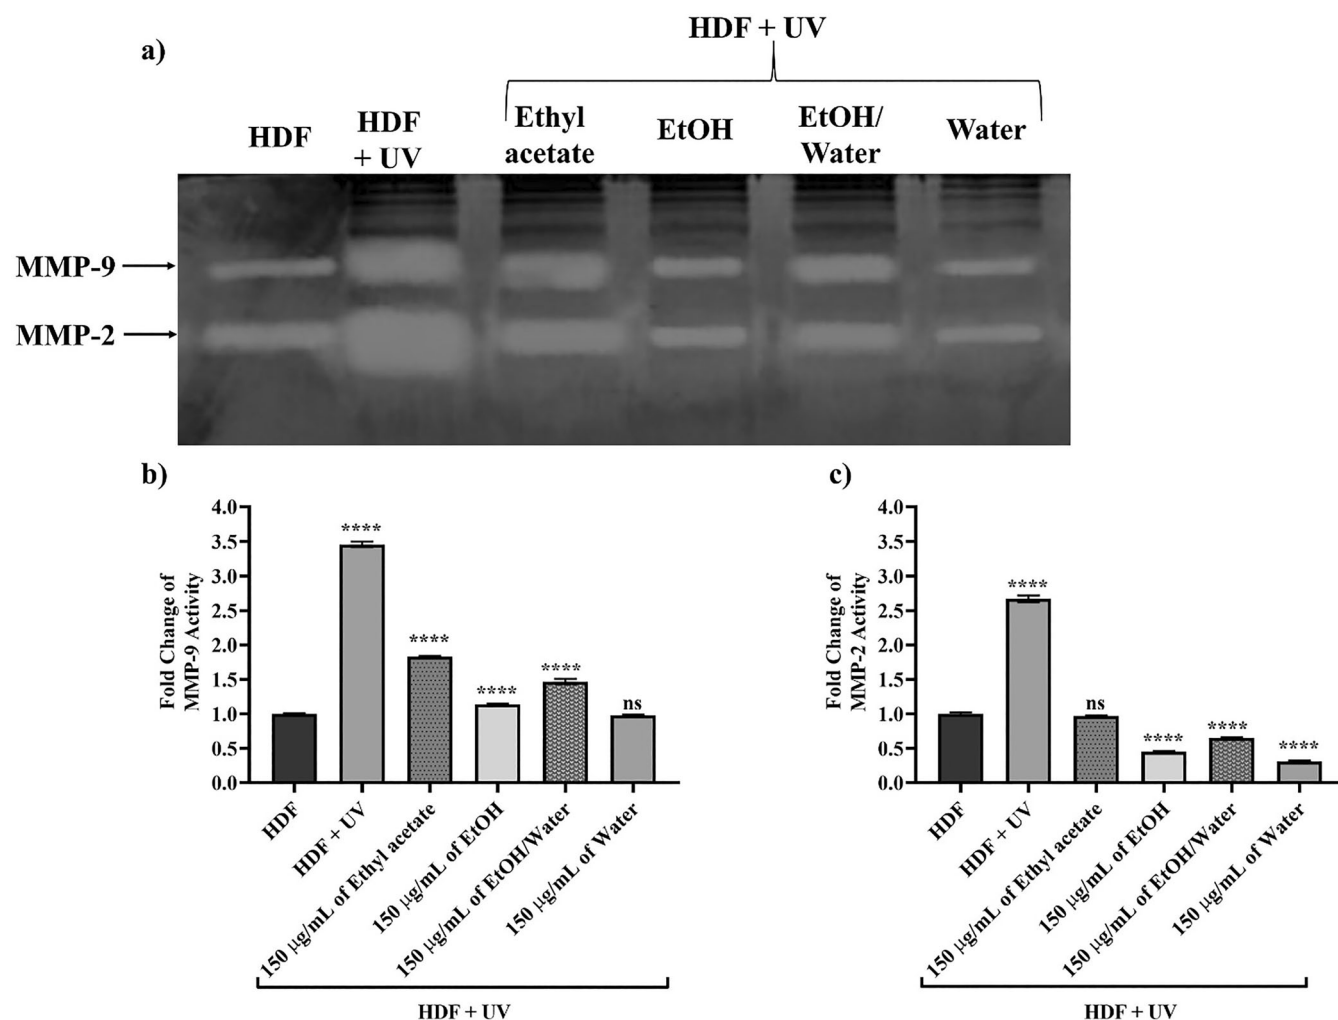 a)
HDF + UV
HDF
HDF
+ UV
Ethyl
acetate
EtOH
EtOH/
Water
Water
MMP-9
MMP-2
b)
Fold Change of
MMP-9 Activity
4.0
3.5
3.0
2.5
2.0
1.5
1.0
0.5
0.0
****
****
****
****
ns
HDF
HDF + UV
150 µg/mL of Ethyl acetate
150 µg/mL of EtOH
150 µg/mL of EtOH/Water
150 µg/mL of Water
HDF + UV
c)
Fold Change of
MMP-2 Activity
4.0
3.5
3.0
2.5
2.0
1.5
1.0
0.5
0.0
****
ns
****
****
****
HDF
HDF + UV
150 µg/mL of Ethyl acetate
150 µg/mL of EtOH
150 µg/mL of EtOH/Water
150 µg/mL of Water
HDF + UV